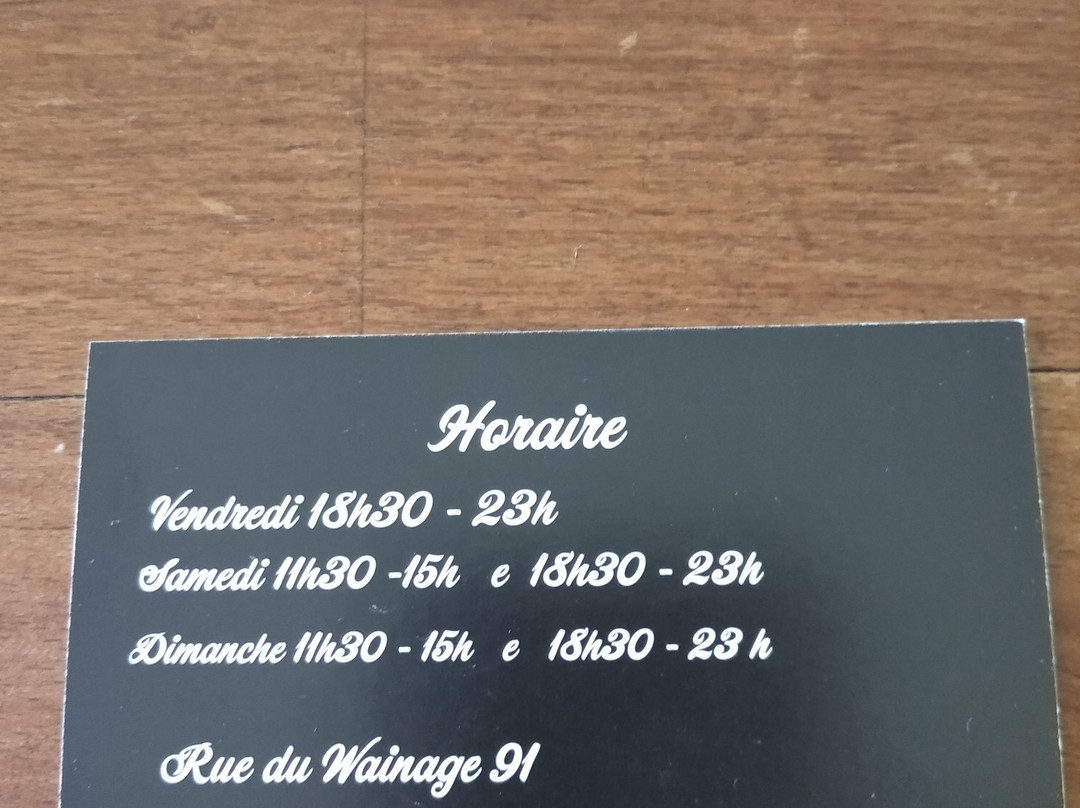 Horaire
Vendredi 18h30 - 23h
Samedi 11h30 -15h e 18h30 - 23h
Dimanche 11h30 - 15h e 18h30 - 23 h
Rue du Wainage 91